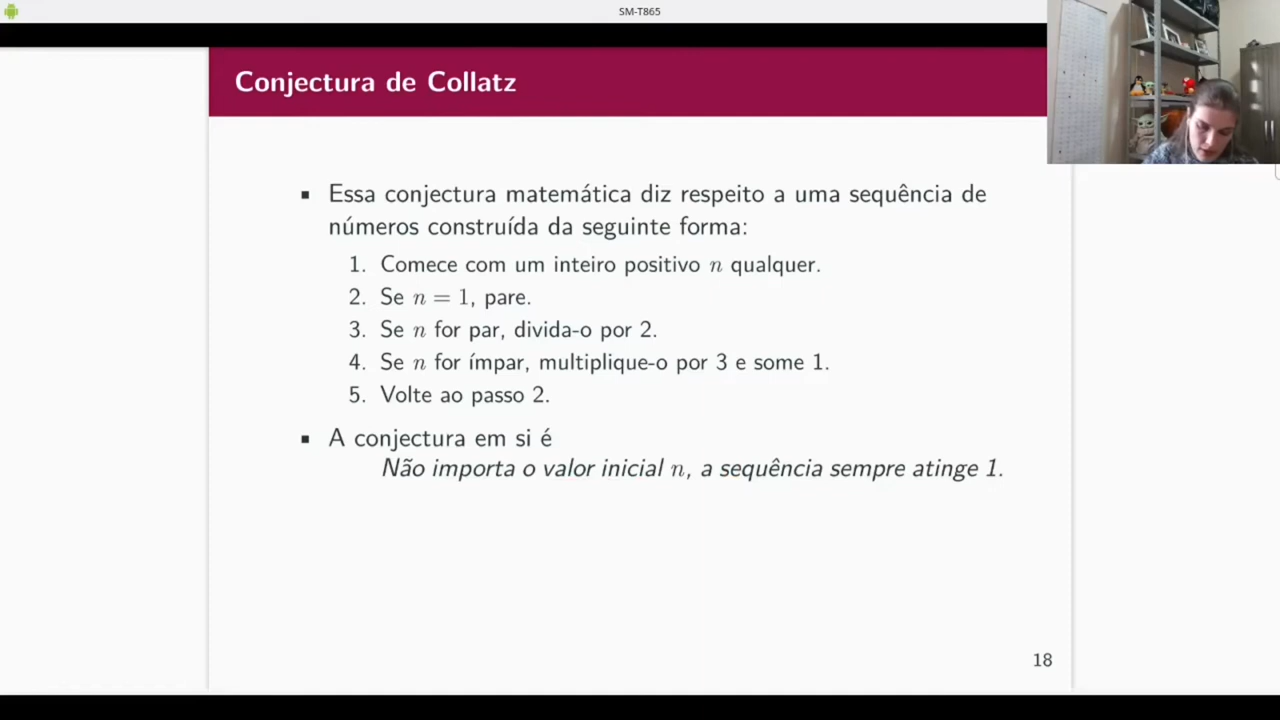 SM-T865
Conjectura de Collatz
▪ Essa conjectura matemática diz respeito a uma sequência de
números construída da seguinte forma:
1. Comece com um inteiro positivo n qualquer.
2. Se n = 1, pare.
3. Se n for par, divida-o por 2.
4. Se n for ímpar, multiplique-o por 3 e some 1.
5. Volte ao passo 2.
▪ A conjectura em si é
Não importa o valor inicial n, a sequência sempre atinge 1.
18